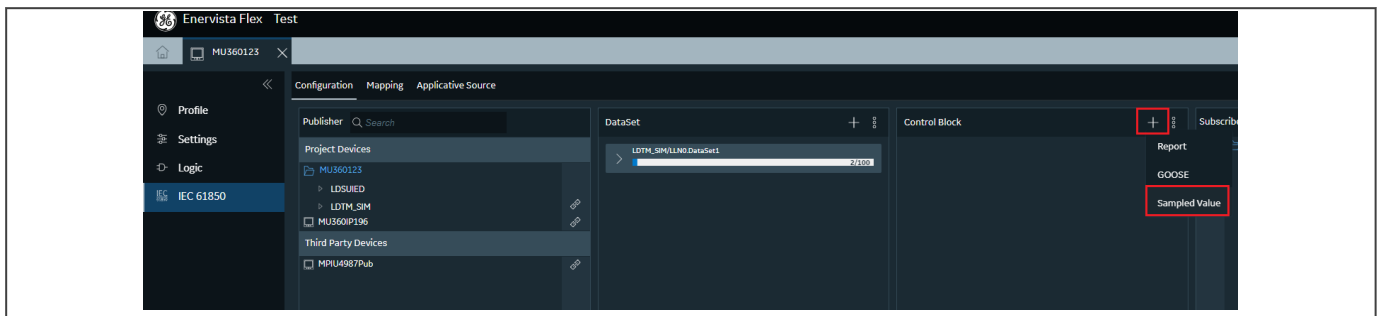 Enervista Flex Test
MU360123
Configuration Mapping Applicative Source
Profile
Settings
Logic
IEC 61850
Publisher Search
Project Devices
MU360123
LDSUIED
LDTM_SIM
MU360IP196
Third Party Devices
MPIU4987Pub
DataSet
LDTM_SIM/LLN0.DataSet1
2/100
Control Block
Report
GOOSE
Sampled Value
Subscribe